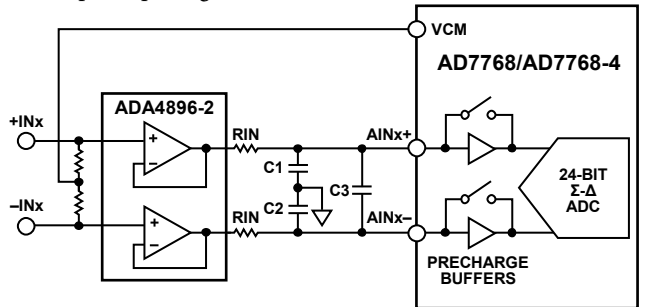 VCM
AD7768/AD7768-4
ADA4896-2
+INx
RIN
AINx+
+
–
C1
C3
C2
24-BIT
Σ-Δ
ADC
–INx
RIN
AINx–
+
–
PRECHARGE
BUFFERS